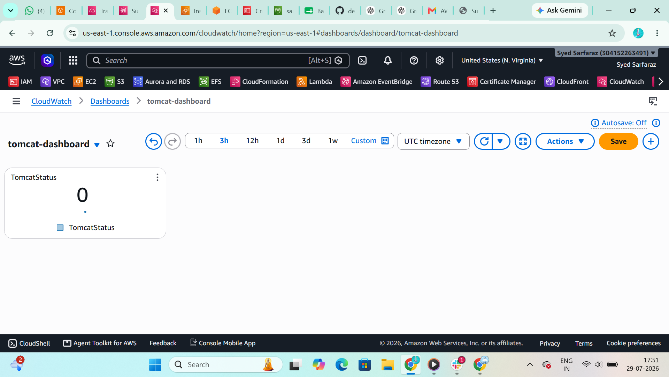 Ask Gemini
us-east-1.console.aws.amazon.com/cloudwatch/home?region=us-east-1#dashboards/dashboard/tomcat-dashboard
aws
Search
[Alt+S]
United States (N. Virginia)
Syed Sarfaraz (304152263491)
Syed Sarfaraz
IAM VPC EC2 S3 Aurora and RDS EFS CloudFormation Lambda Amazon EventBridge Route 53 Certificate Manager CloudFront CloudWatch
CloudWatch Dashboards tomcat-dashboard
Autosave: Off
tomcat-dashboard
1h 3h 12h 1d 3d 1w Custom UTC timezone Actions Save
TomcatStatus
0
-
TomcatStatus
CloudShell Agent Toolkit for AWS Feedback Console Mobile App © 2026, Amazon Web Services, Inc. or its affiliates. Privacy Terms Cookie preferences
2
Search
ENG
IN
17:51
29-07-2026